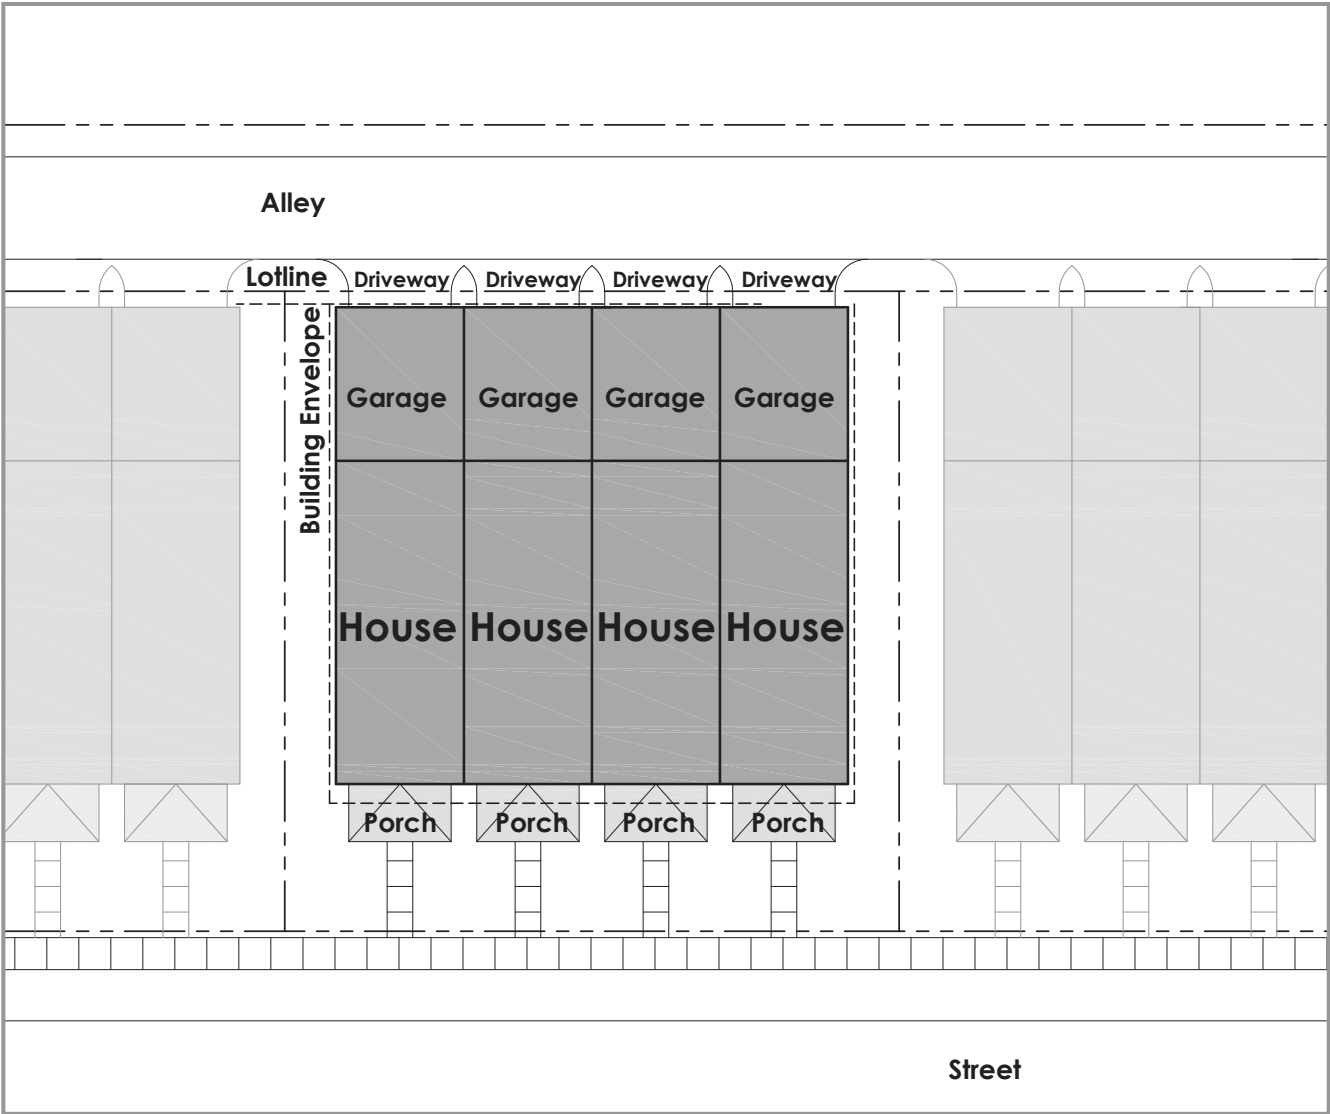 Alley
Lotline
Driveway Driveway Driveway Driveway
Building Envelope
Garage Garage Garage Garage
House House House House
Porch Porch Porch Porch
Street